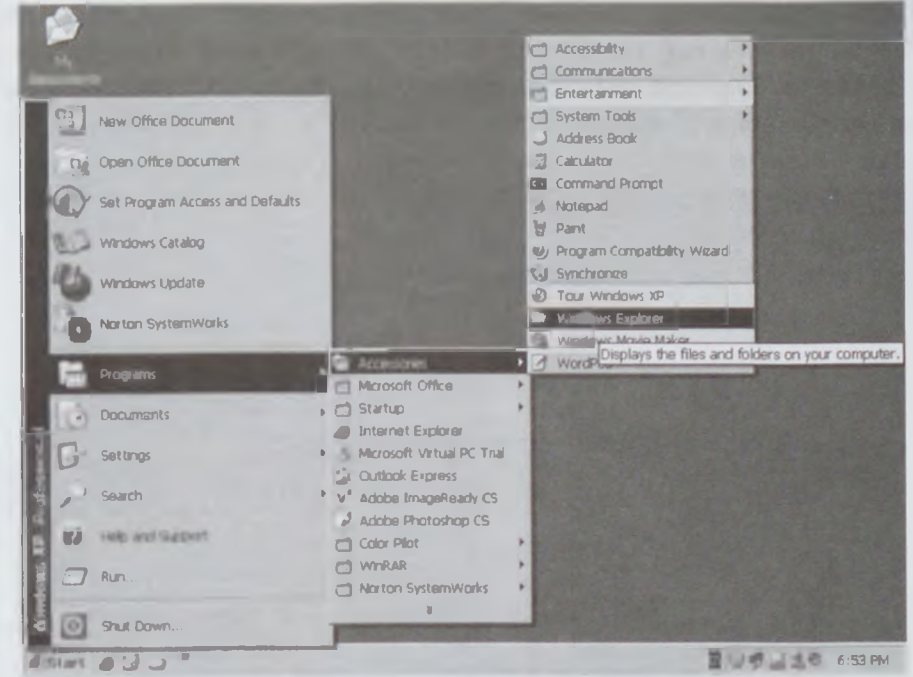 My
New Office Document
Open Office Document
Set Program Access and Defaults
Windows Catalog
Windows Update
Norton SystemWorks
Programs
Documents
Settings
Search
Help and Support
Run...
Shut Down...
Windows XP Professional
Accessories
Microsoft Office
Startup
Internet Explorer
Microsoft Virtual PC Trial
Outlook Express
Adobe ImageReady CS
Adobe Photoshop CS
Color Pilot
WinRAR
Norton SystemWorks
Accessibility
Communications
Entertainment
System Tools
Address Book
Calculator
Command Prompt
Notepad
Paint
Program Compatibility Wizard
Synchronize
Tour Windows XP
Windows Explorer
Windows Movie Maker
Displays the files and folders on your computer.
Start
6:53 PM